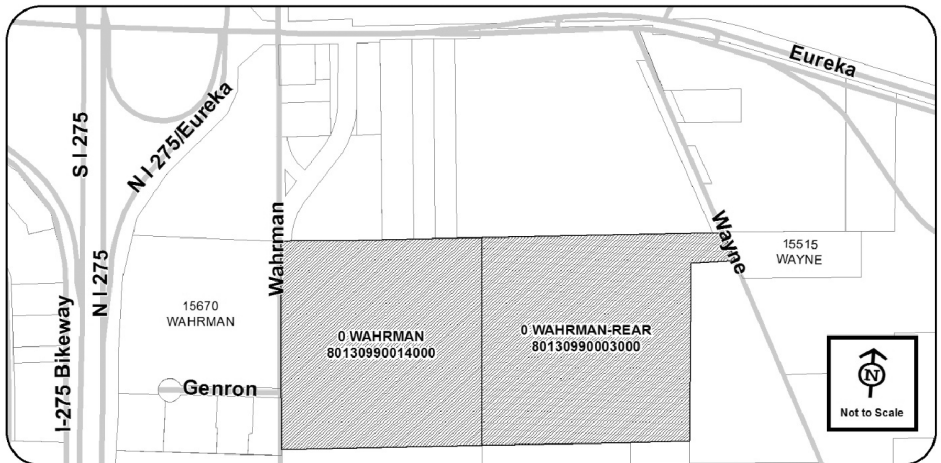 Eureka
S I 275
N I 275/Eureka
N I 275
Wahrman
Wayne
15515
WAYNE
15670
WAHRMAN
0 WAHRMAN
80130990014000
0 WAHRMAN-REAR
80130990003000
I-275 Bikeway
Genron
N
Not to Scale